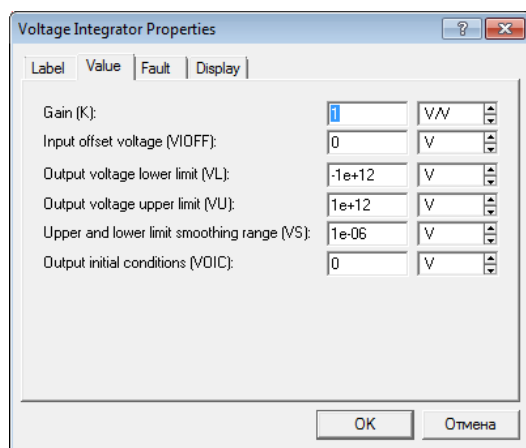 Voltage Integrator Properties
Label Value Fault Display
Gain (K): 1 V/V
Input offset voltage (VIOFF): 0 V
Output voltage lower limit (VL): -1e+12 V
Output voltage upper limit (VU): 1e+12 V
Upper and lower limit smoothing range (VS): 1e-06 V
Output initial conditions (VOIC): 0 V
OK Отмена